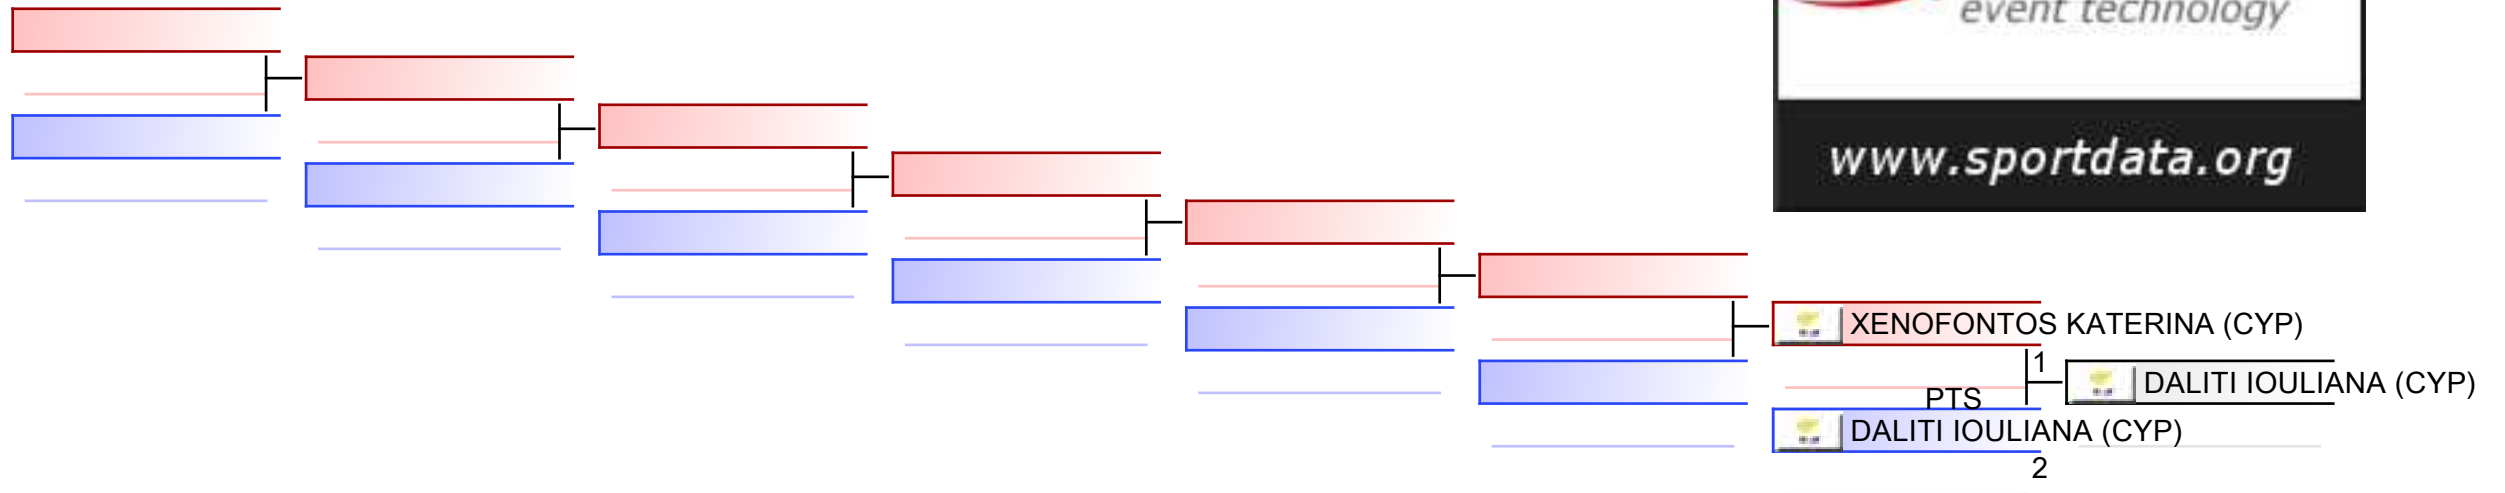 event technology
www.sportdata.org
XENOFONTOS KATERINA (CYP)
1
DALITI IOULIANA (CYP)
PTS
DALITI IOULIANA (CYP)
2